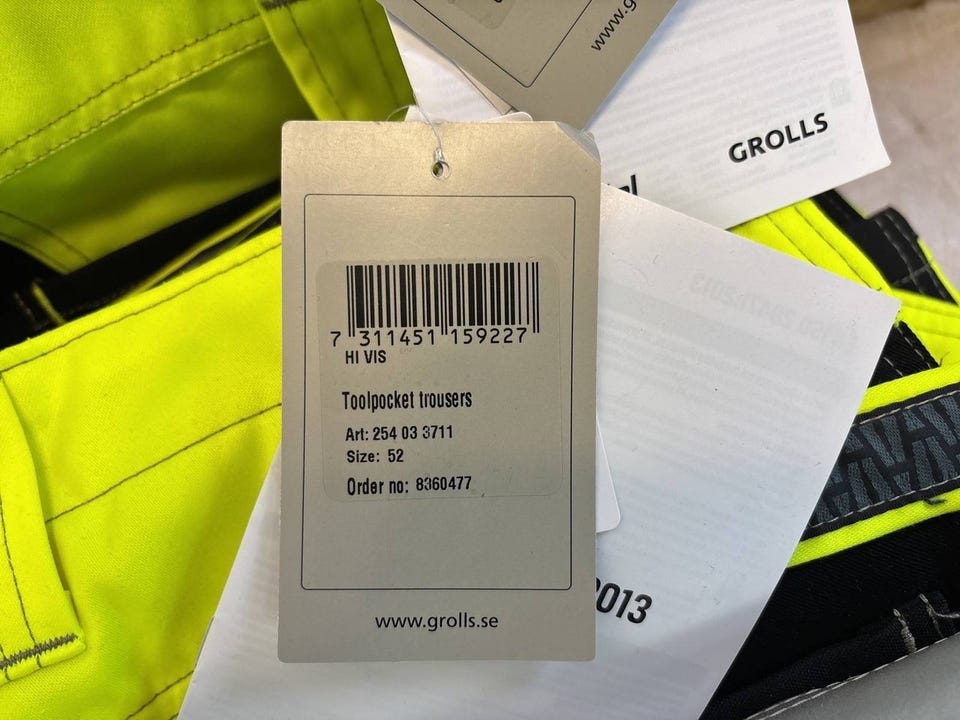 www.g
GROLLS
7 311451 159227
HI VIS
Toolpocket trousers
Art: 254 03 3711
Size: 52
Order no: 8360477
www.grolls.se
2013